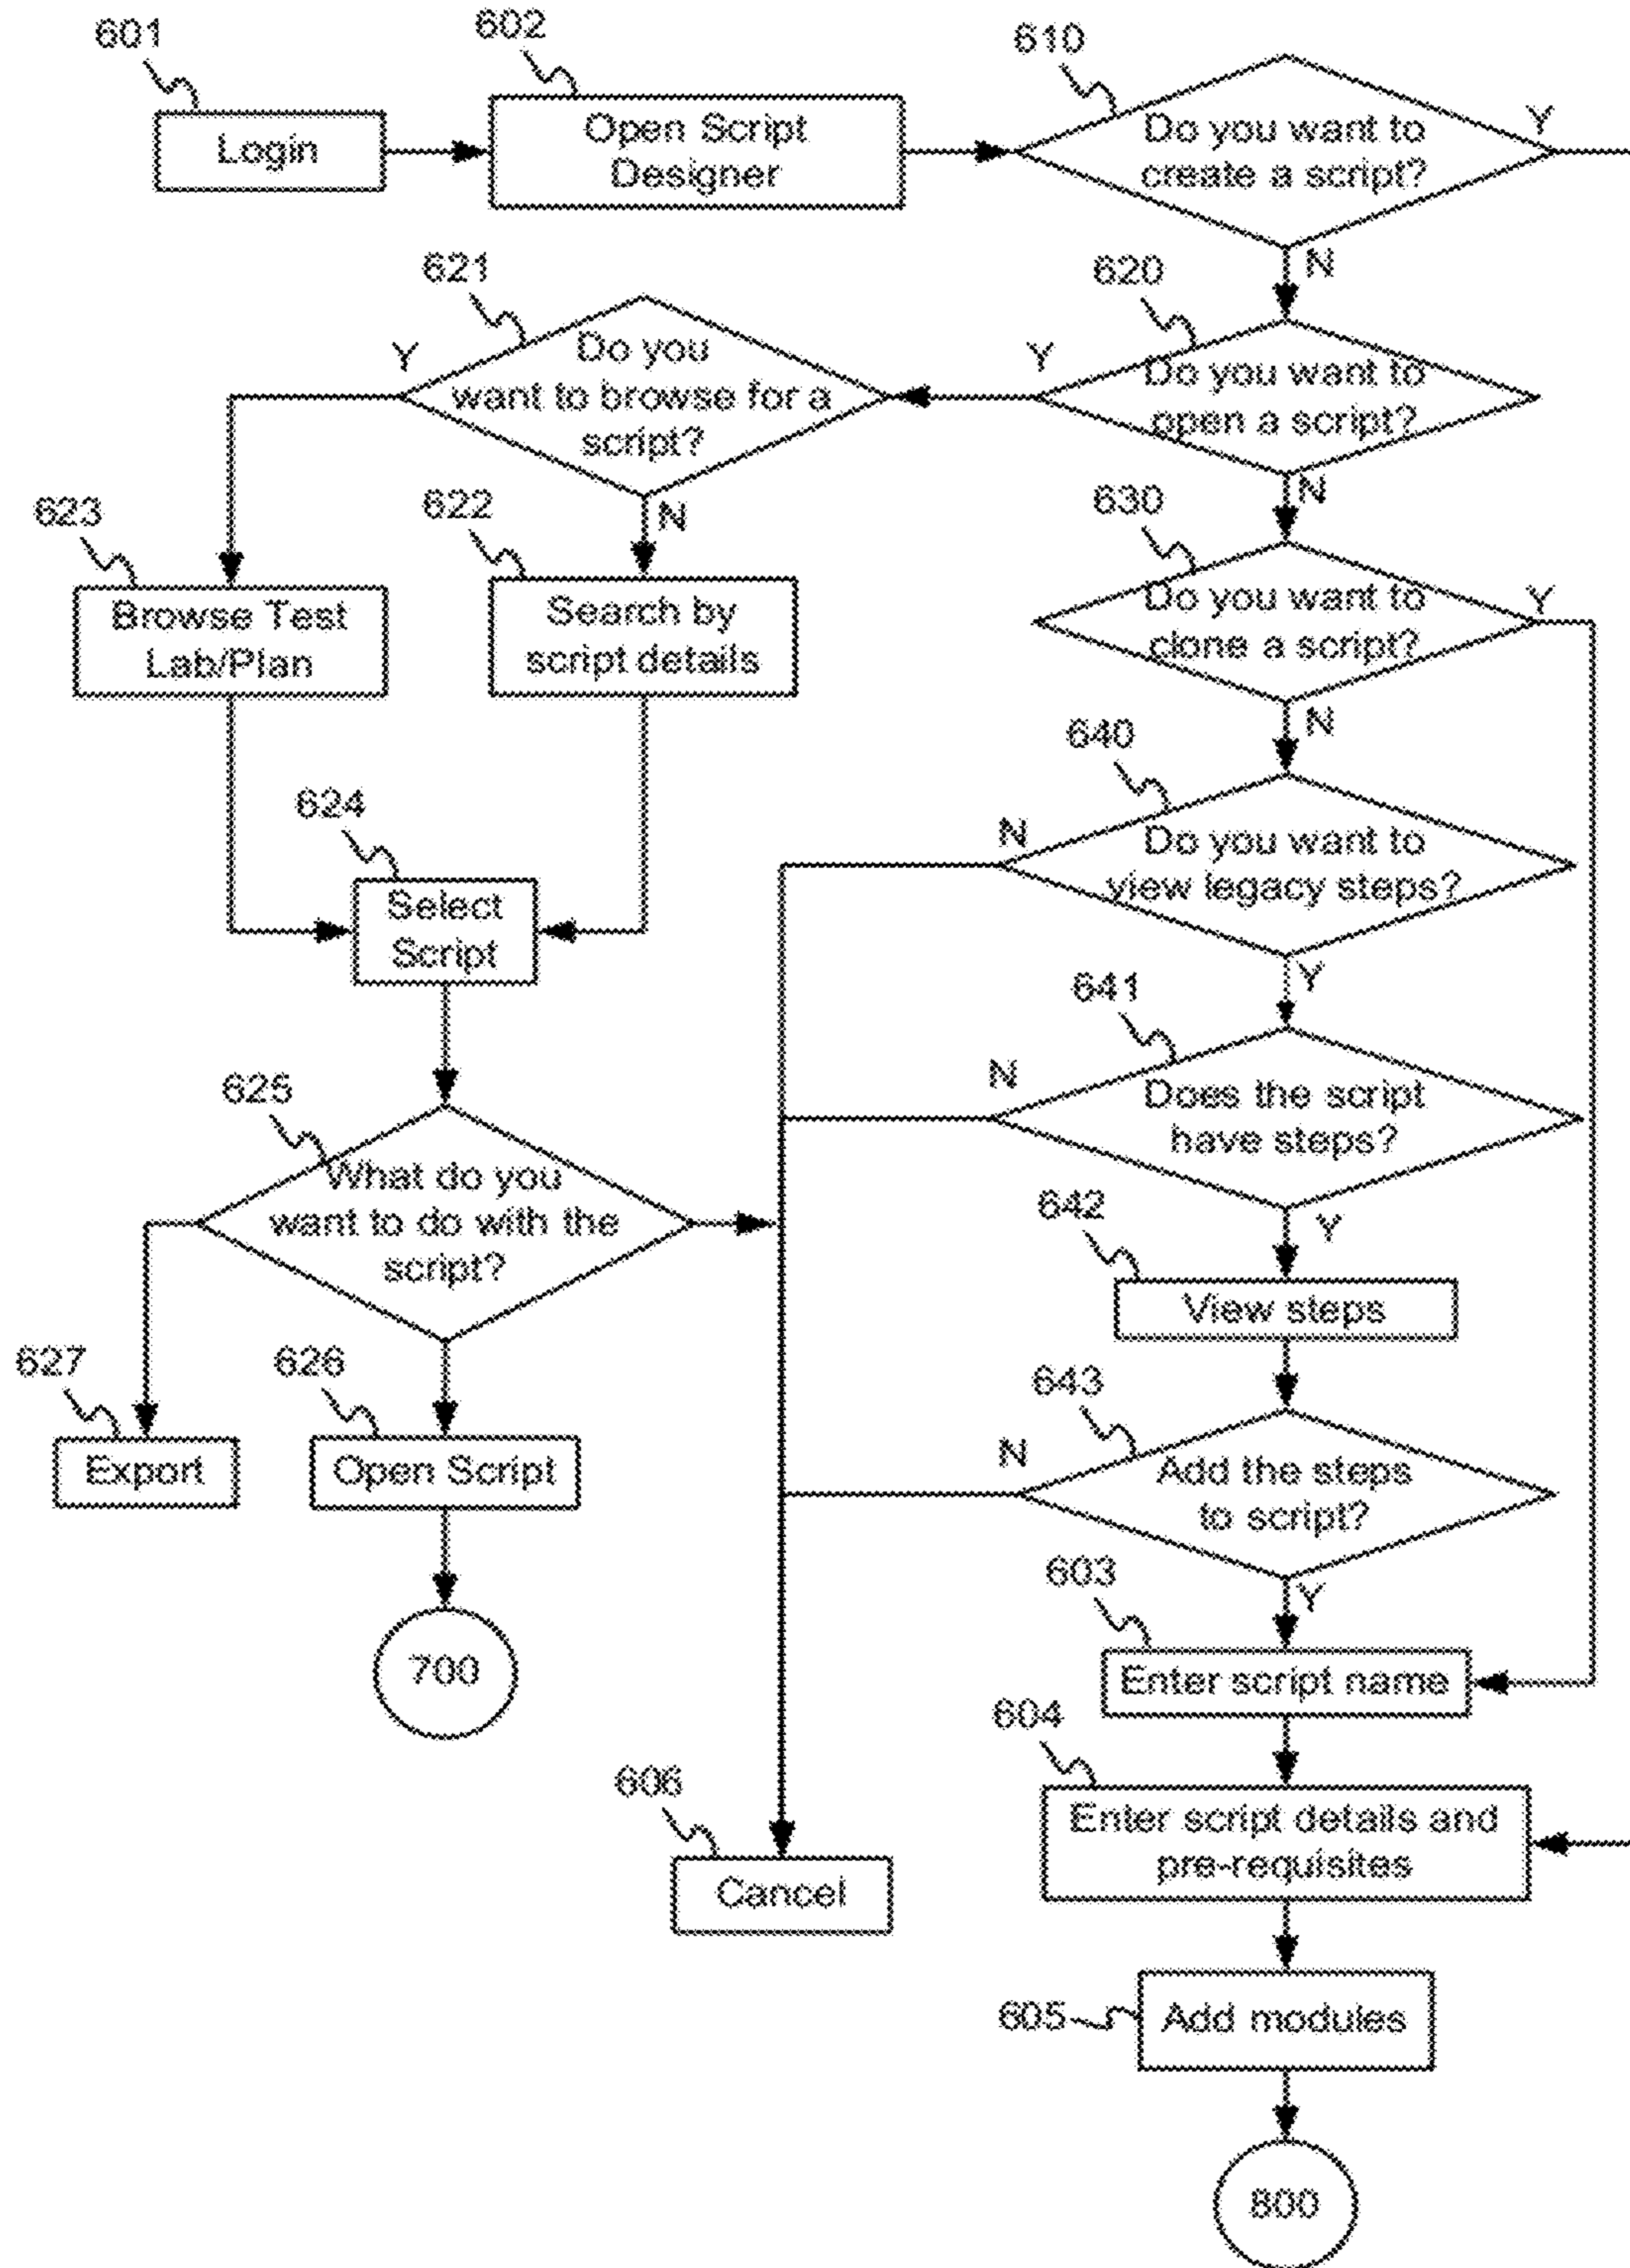 601
602
610
Login
Open Script
Designer
Do you want to
create a script?
Y
N
621
620
Y
Do you
want to browse for a
script?
Y
Do you want to
open a script?
N
N
623
622
630
Browse Test
Lab/Plan
Search by
script details
Do you want to
clone a script?
Y
N
624
640
Select
Script
N
Do you want to
view legacy steps?
Y
641
625
N
Does the script
have steps?
What do you
want to do with the
script?
Y
642
View steps
627
626
643
Export
Open Script
N
Add the steps
to script?
Y
603
700
Enter script name
604
606
Enter script details and
pre-requisites
Cancel
605
Add modules
800